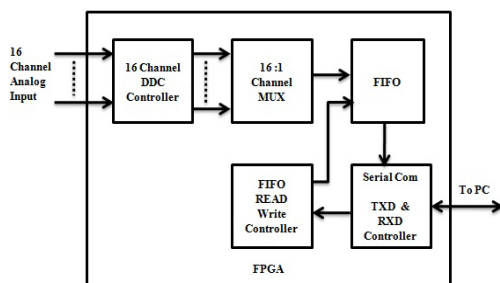 16
Channel
Analog
Input
16 Channel
DDC
Controller
16 :1
Channel
MUX
FIFO
FIFO
READ
Write
Controller
Serial Com
TXD &
RXD
Controller
To PC
FPGA